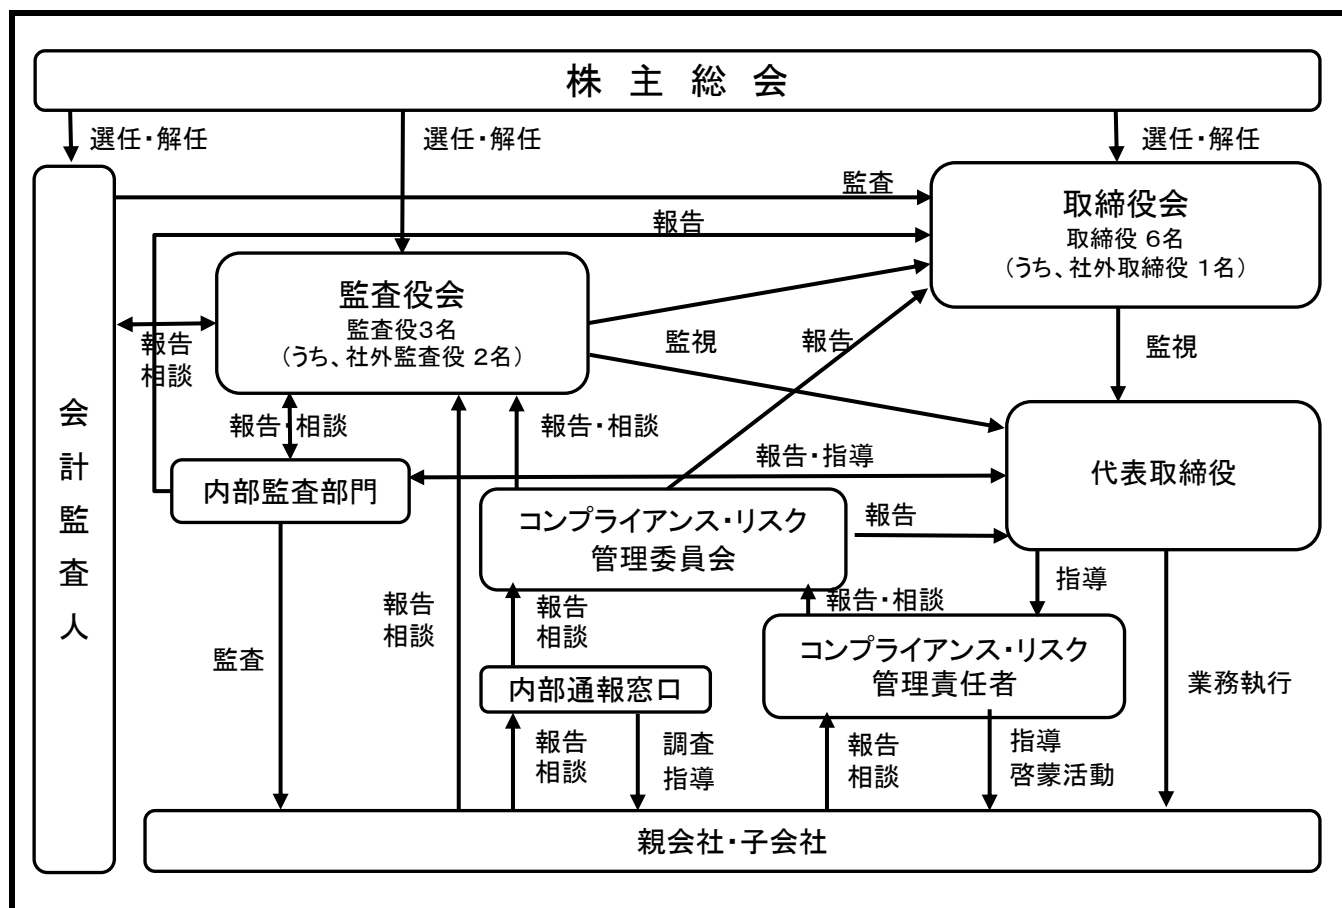 株 主 総 会
選任・解任
選任・解任
選任・解任
監査
取締役会
取締役 6名
（うち、社外取締役 1名）
報告
監査役会
監査役3名
（うち、社外監査役 2名）
報告
相談
監視
報告
監視
会計監査人
報告・相談
報告・相談
報告・指導
代表取締役
内部監査部門
コンプライアンス・リスク
管理委員会
報告
指導
報告
相談
報告
相談
報告・相談
監査
コンプライアンス・リスク
管理責任者
内部通報窓口
業務執行
報告
相談
調査
指導
報告
相談
指導
啓蒙活動
親会社・子会社